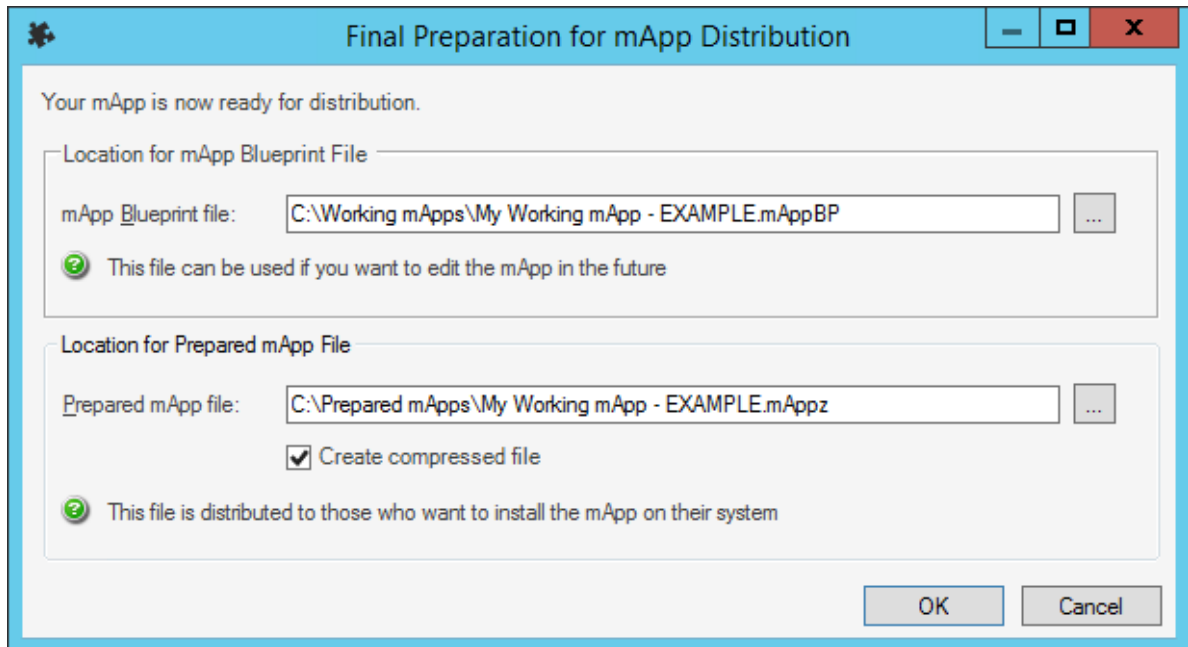 Final Preparation for mApp Distribution
Your mApp is now ready for distribution.
Location for mApp Blueprint File
mApp Blueprint file: C:\Working mApps\My Working mApp - EXAMPLE.mAppBP ...
This file can be used if you want to edit the mApp in the future
Location for Prepared mApp File
Prepared mApp file: C:\Prepared mApps\My Working mApp - EXAMPLE.mAppz ...
Create compressed file
This file is distributed to those who want to install the mApp on their system
OK Cancel